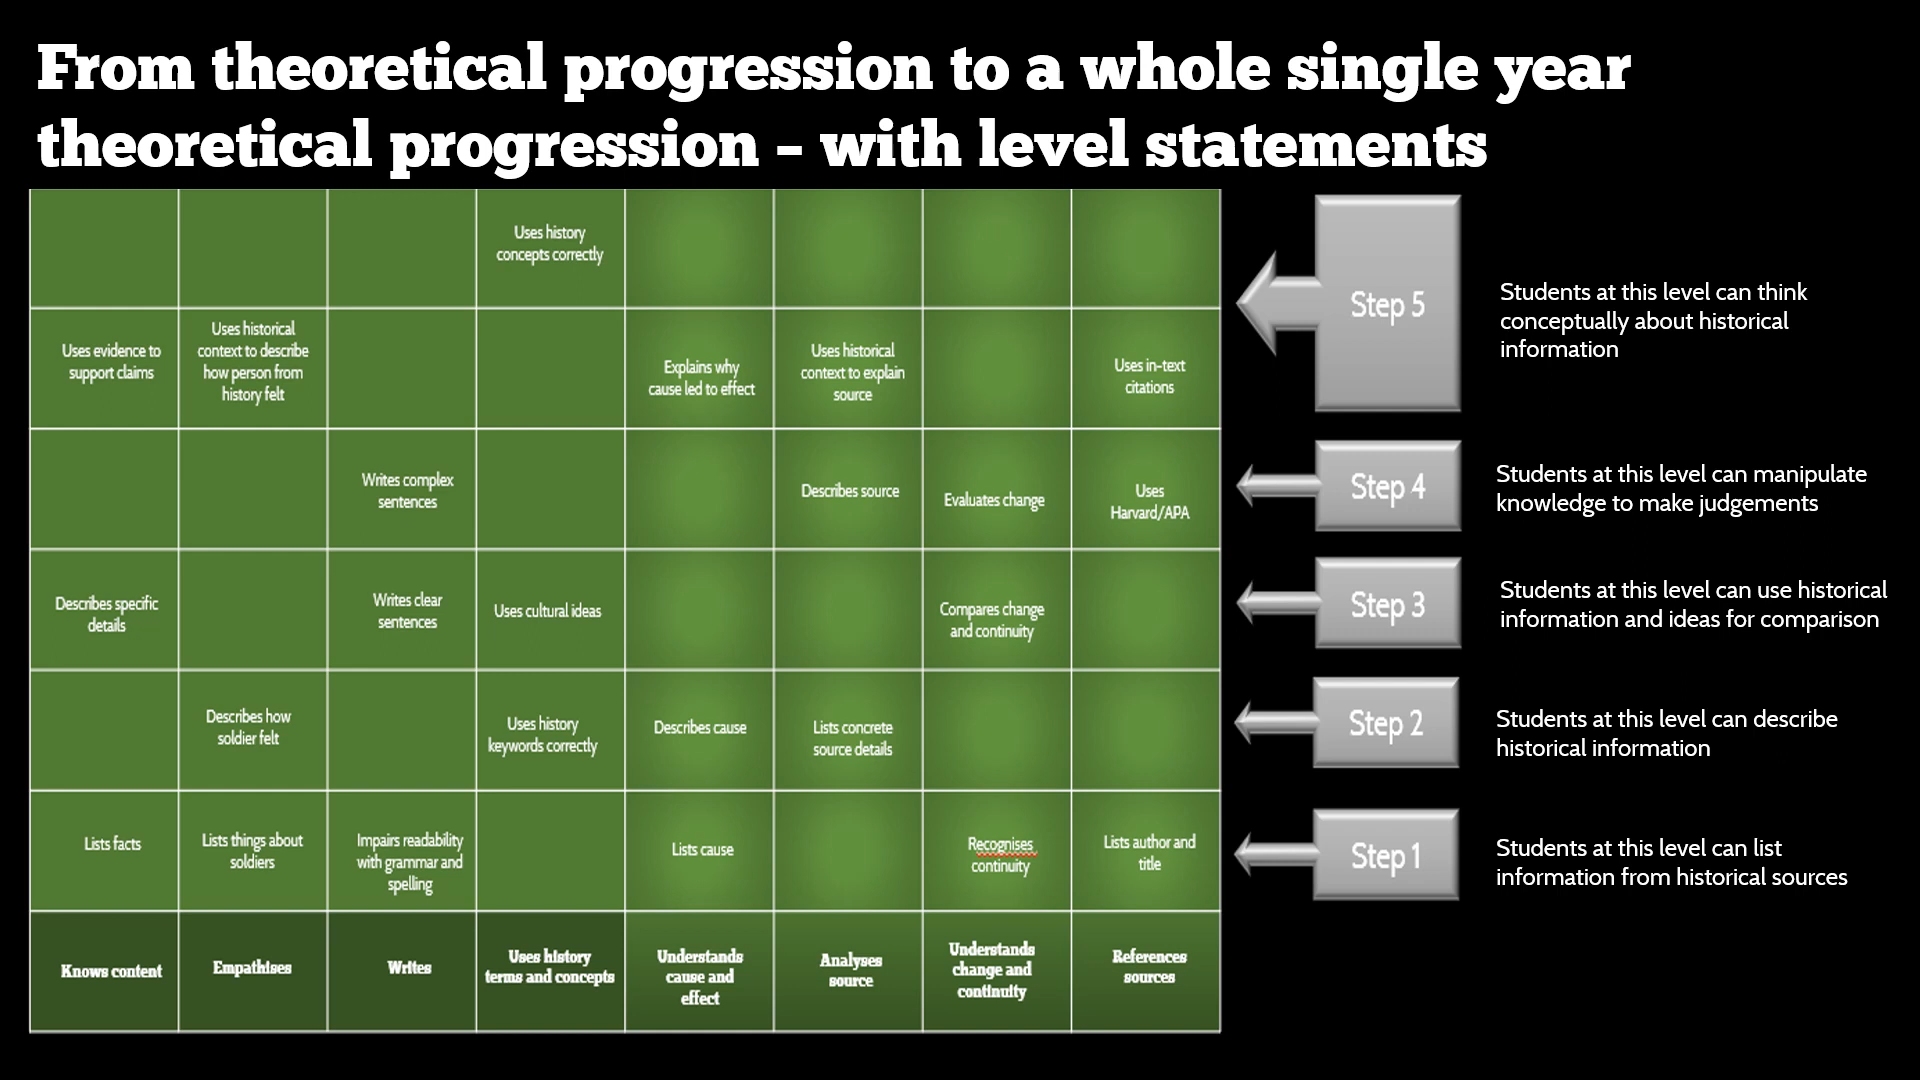 From theoretical progression to a whole single year
theoretical progression – with level statements
Uses history
concepts correctly
Uses evidence to
support claims
Uses historical
context to describe
how person from
history felt
Explains why
cause led to effect
Uses historical
context to explain
source
Uses in-text
citations
Step 5
Students at this level can think
conceptually about historical
information
Writes complex
sentences
Describes source
Evaluates change
Uses
Harvard/APA
Step 4
Students at this level can manipulate
knowledge to make judgements
Describes specific
details
Writes clear
sentences
Uses cultural ideas
Compares change
and continuity
Step 3
Students at this level can use historical
information and ideas for comparison
Describes how
soldier felt
Uses history
keywords correctly
Describes cause
Lists concrete
source details
Step 2
Students at this level can describe
historical information
Lists facts
Lists things about
soldiers
Impairs readability
with grammar and
spelling
Lists cause
Recognises
continuity
Lists author and
title
Step 1
Students at this level can list
information from historical sources
Knows content
Empathises
Writes
Uses history
terms and concepts
Understands
cause and
effect
Analyses
source
Understands
change and
continuity
References
sources